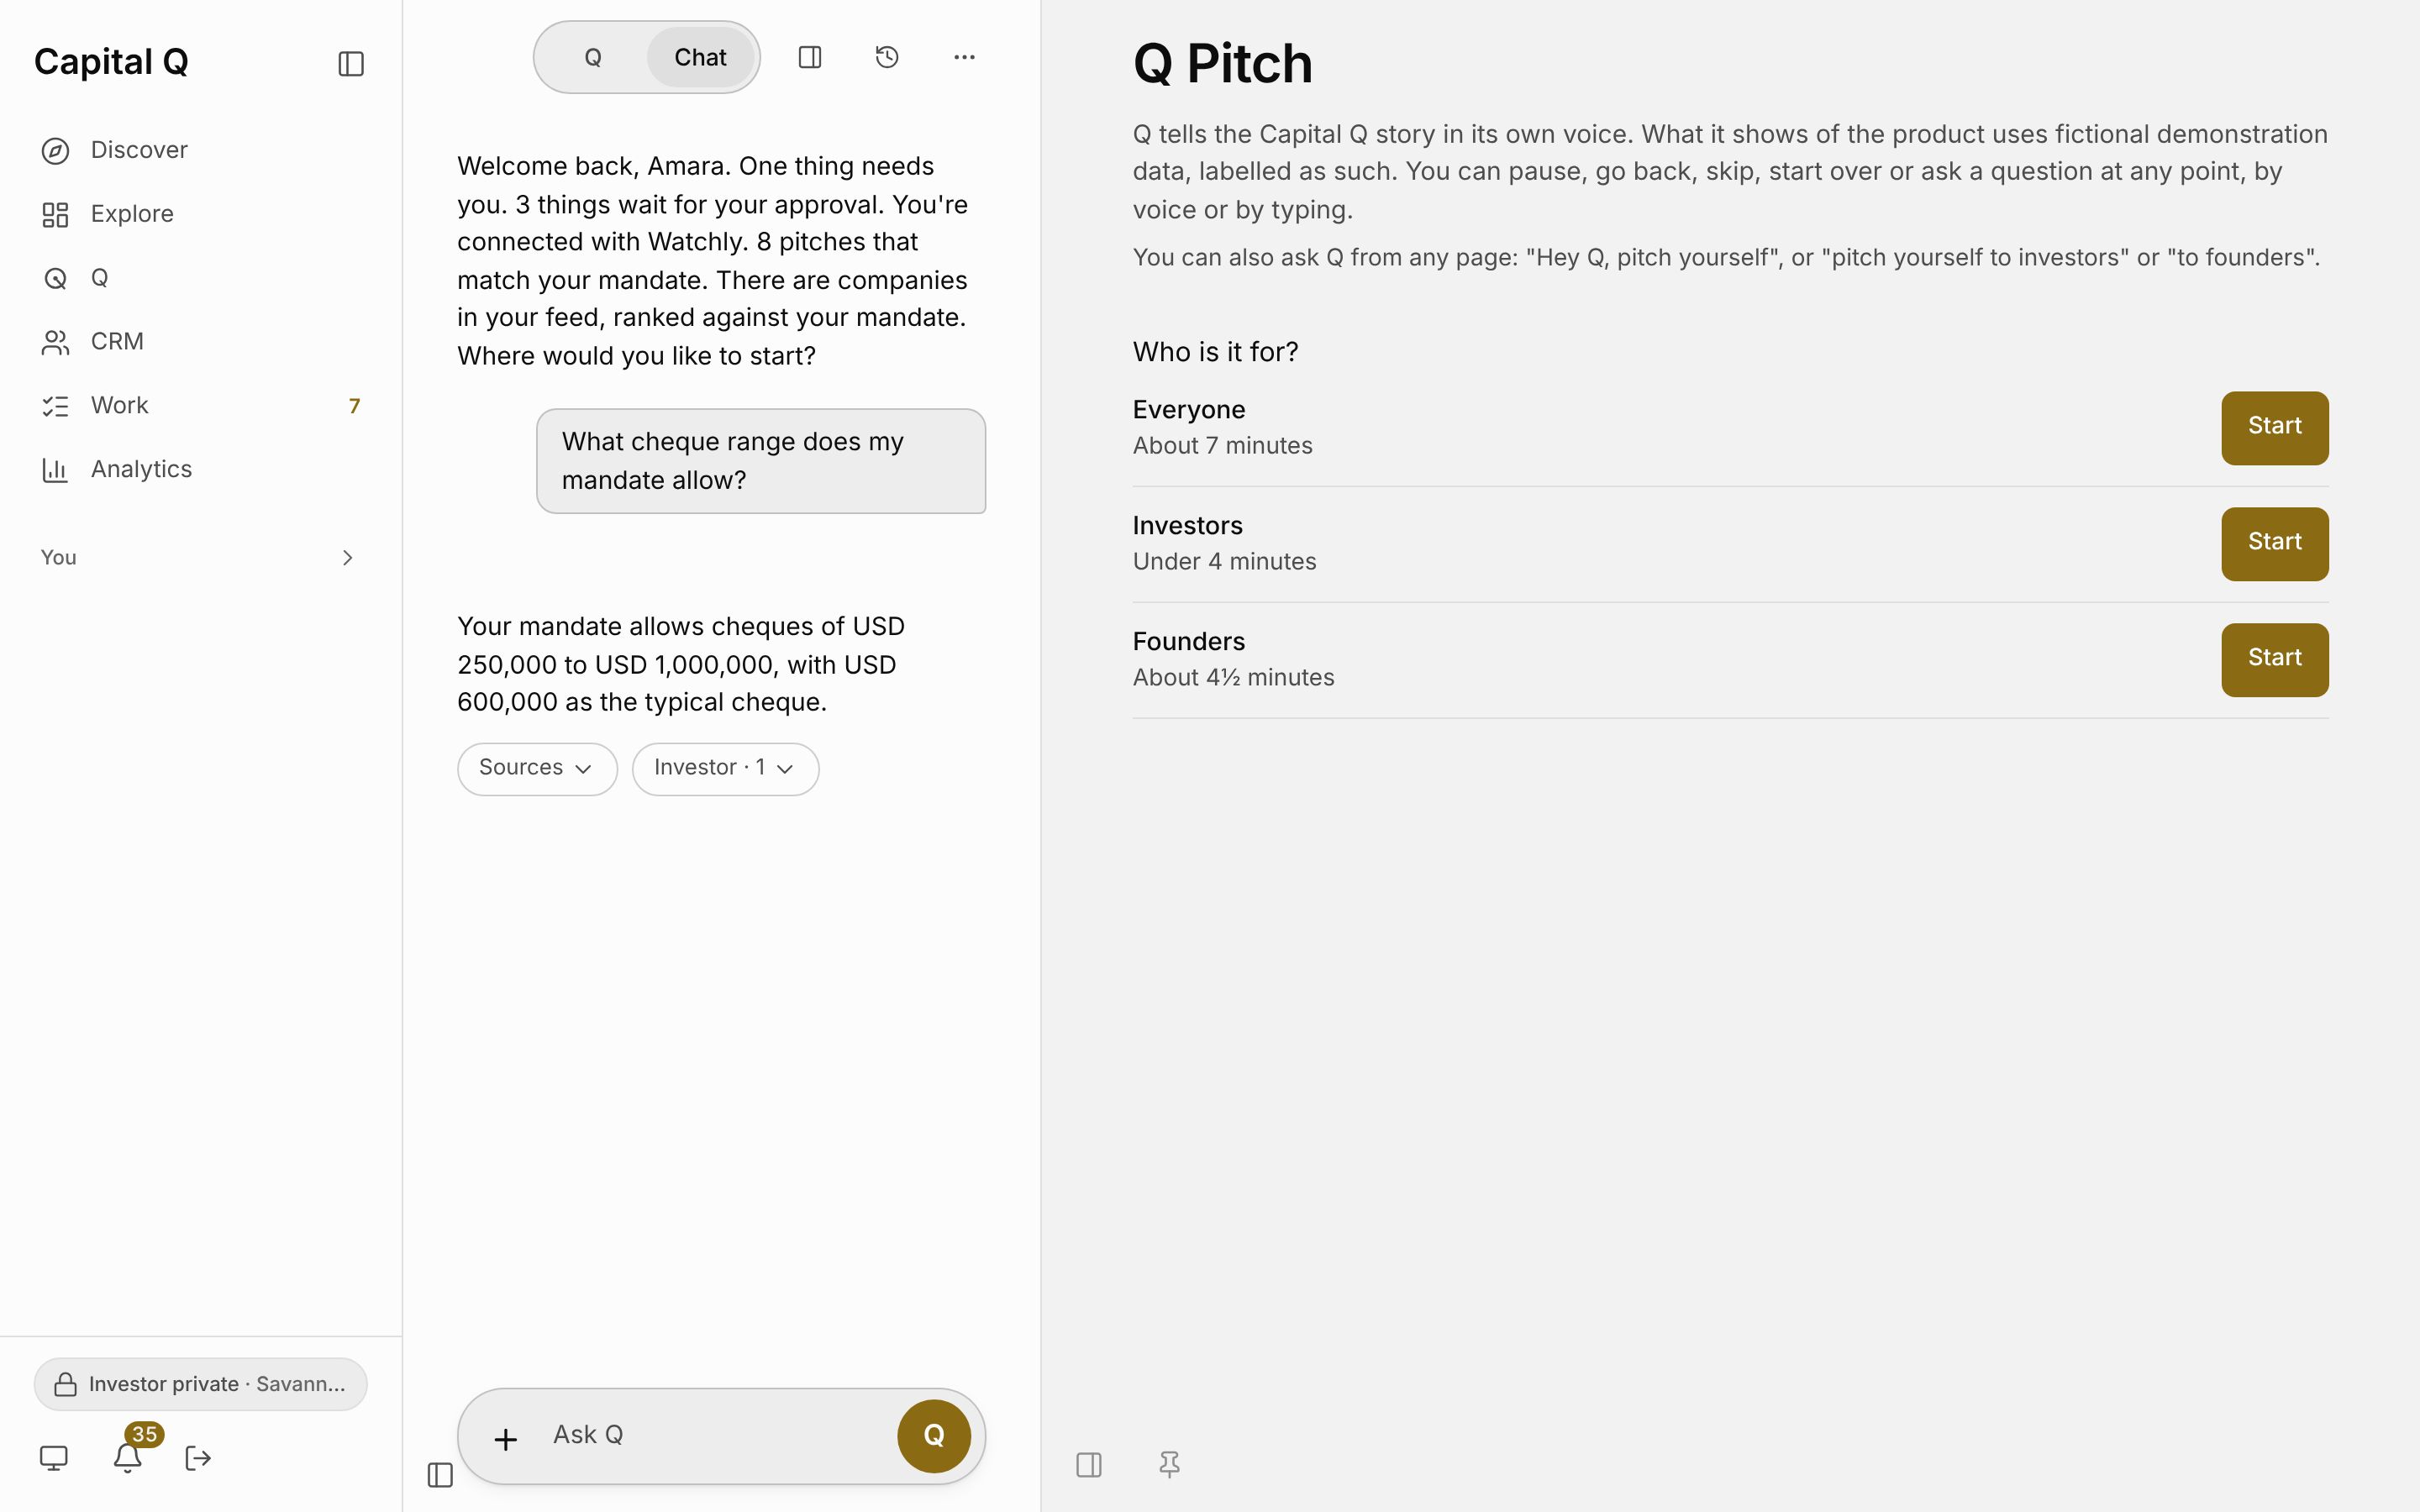 Capital Q
Discover
Explore
Q
CRM
Work 7
Analytics
You
Investor private · Savann...
35
Q Chat
Welcome back, Amara. One thing needs
you. 3 things wait for your approval. You're
connected with Watchly. 8 pitches that
match your mandate. There are companies
in your feed, ranked against your mandate.
Where would you like to start?
What cheque range does my
mandate allow?
Your mandate allows cheques of USD
250,000 to USD 1,000,000, with USD
600,000 as the typical cheque.
Sources Investor · 1
Ask Q Q
Q Pitch
Q tells the Capital Q story in its own voice. What it shows of the product uses fictional demonstration
data, labelled as such. You can pause, go back, skip, start over or ask a question at any point, by
voice or by typing.
You can also ask Q from any page: "Hey Q, pitch yourself", or "pitch yourself to investors" or "to founders".
Who is it for?
Everyone
About 7 minutes
Start
Investors
Under 4 minutes
Start
Founders
About 4½ minutes
Start